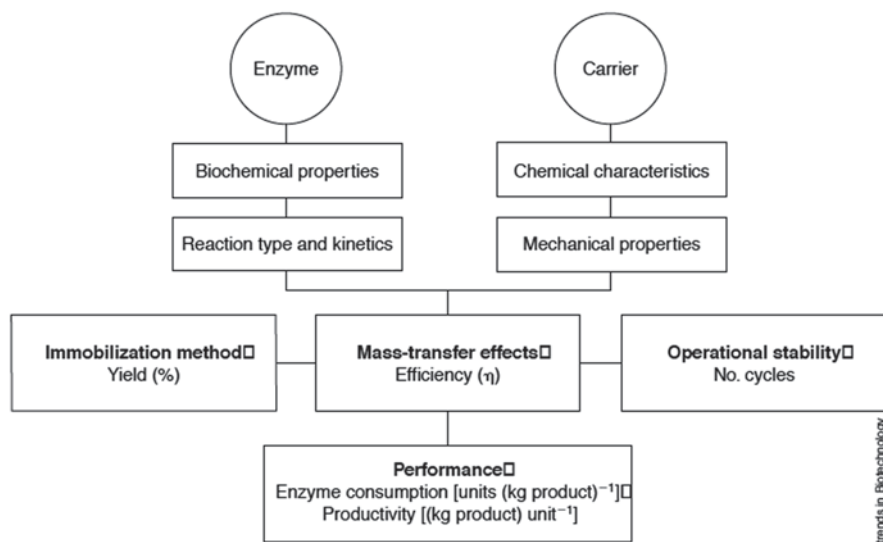 Enzyme
Carrier
Biochemical properties
Chemical characteristics
Reaction type and kinetics
Mechanical properties
Immobilization method□
Yield (%)
Mass-transfer effects□
Efficiency (η)
Operational stability□
No. cycles
Performance□
Enzyme consumption [units (kg product)⁻¹]□
Productivity [(kg product) unit⁻¹]
trends in Biotechnology